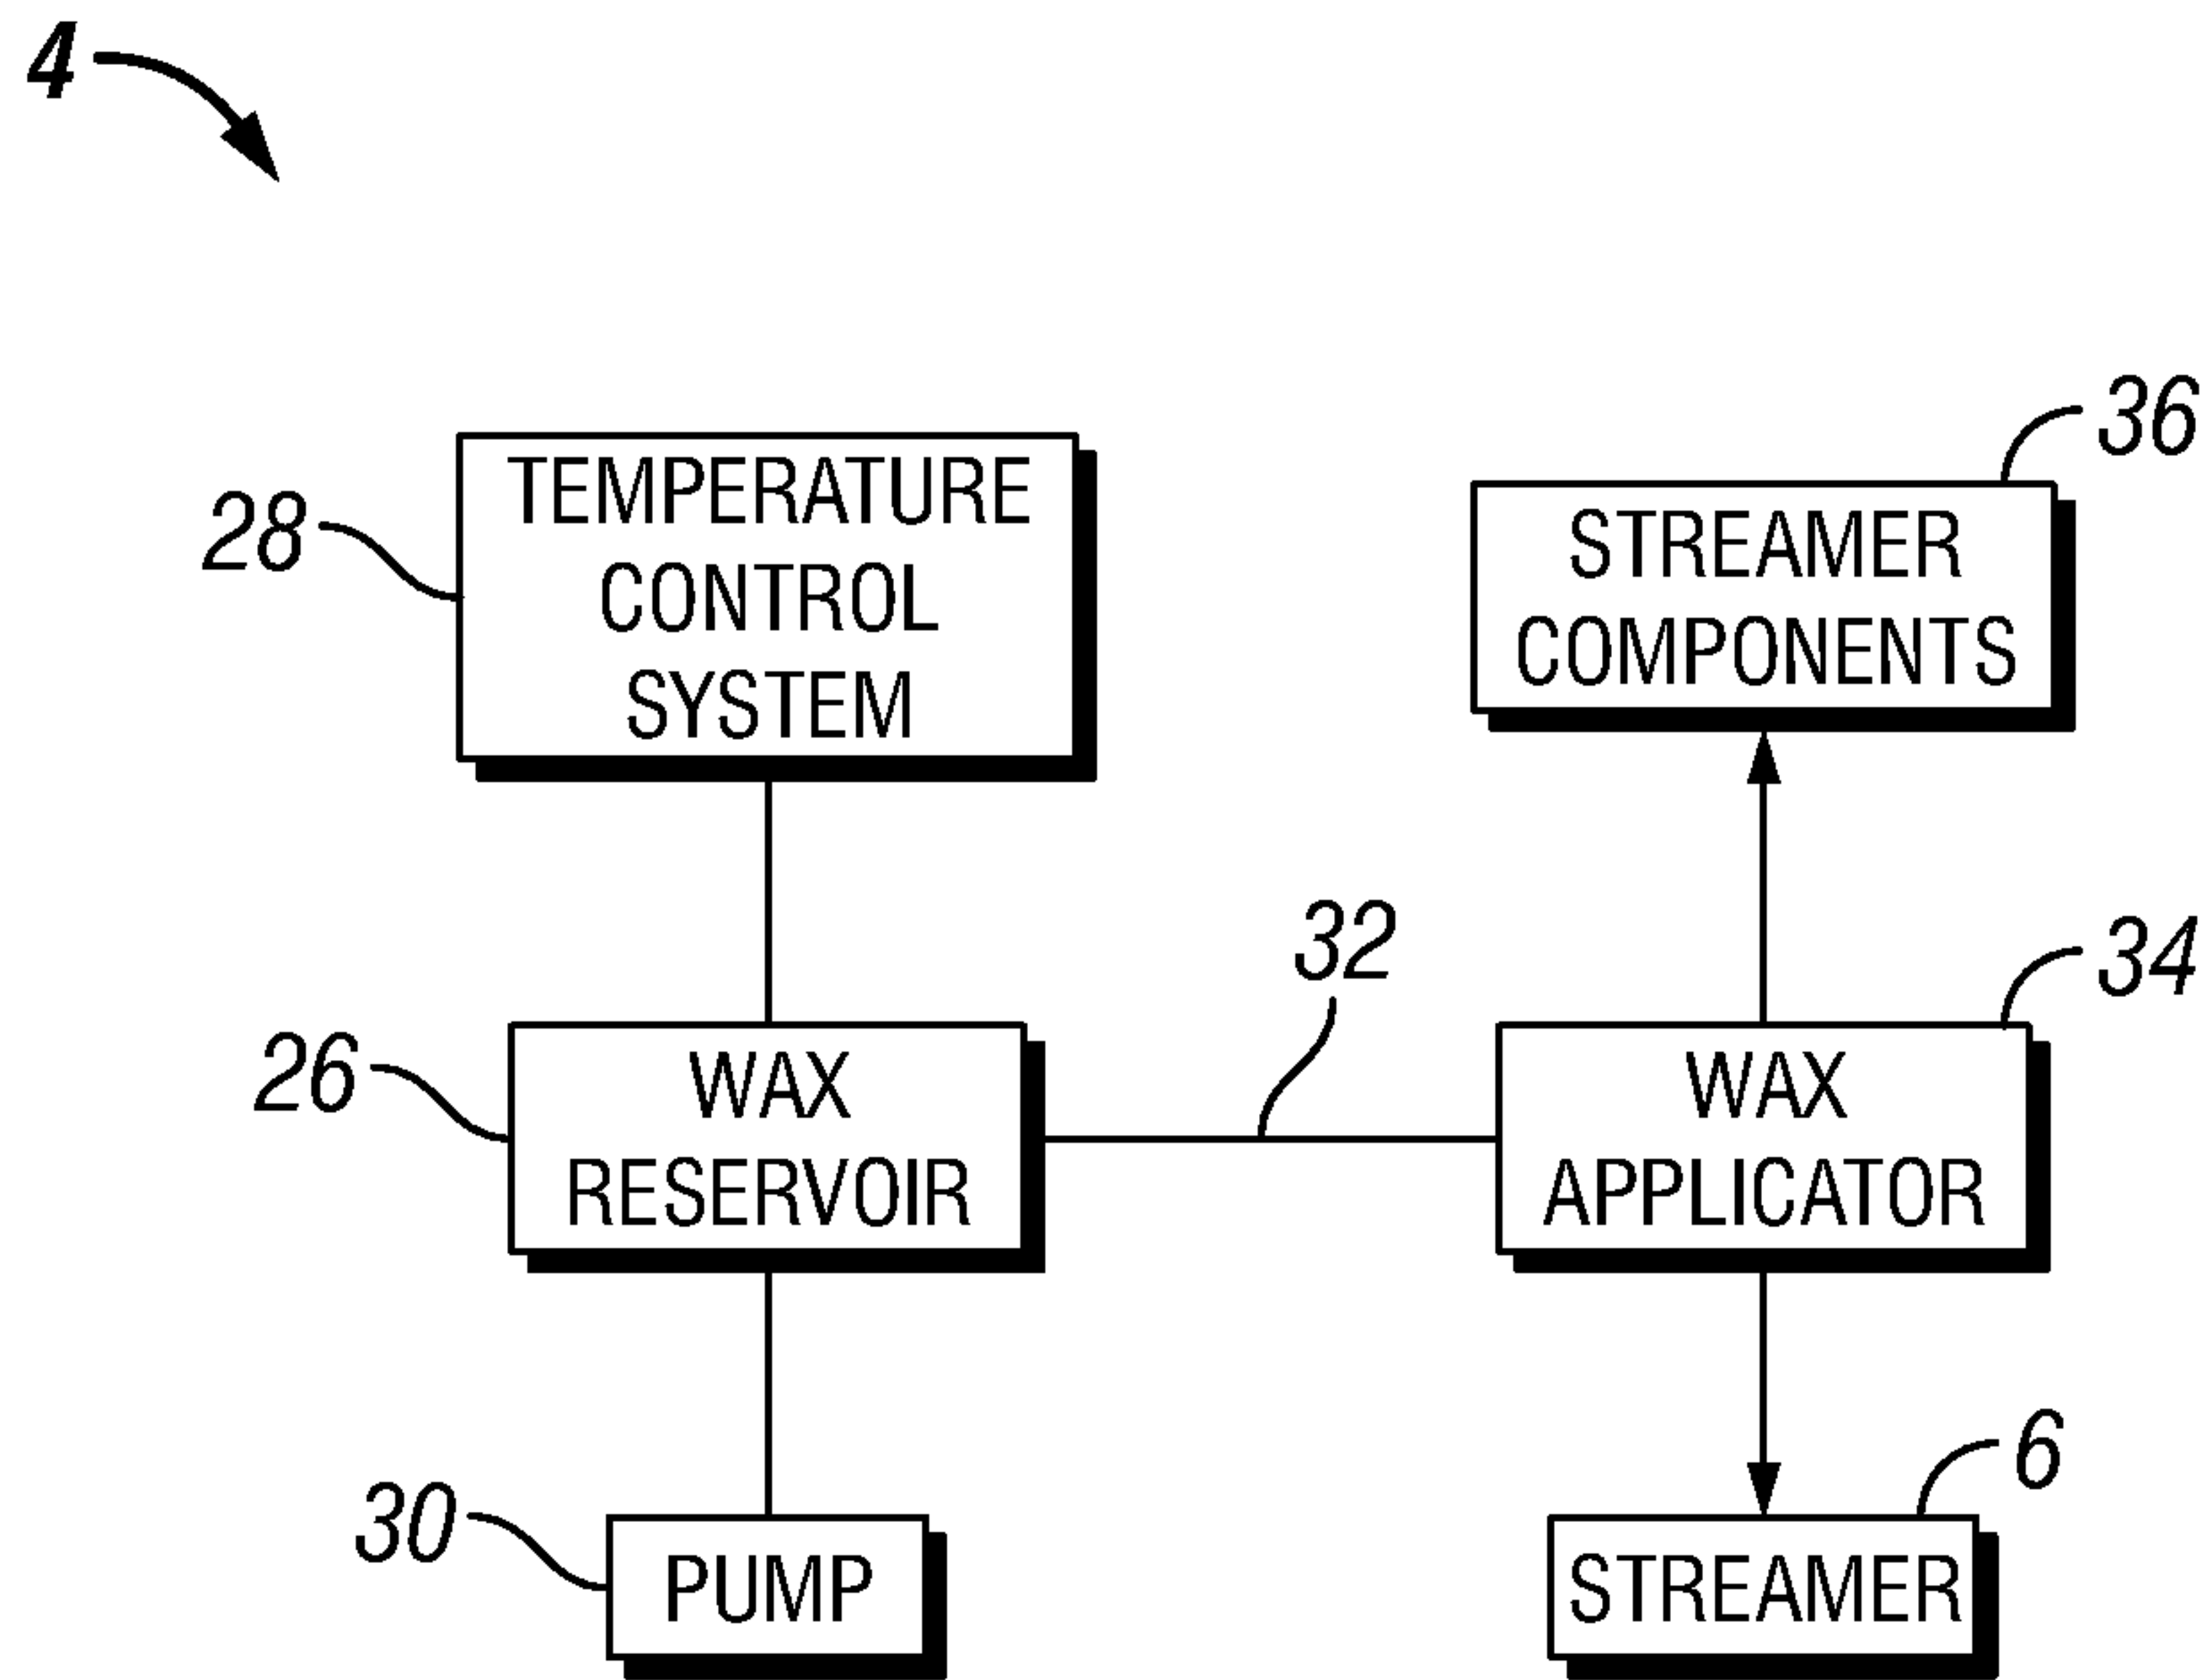 4
36
TEMPERATURE
CONTROL
SYSTEM
28
STREAMER
COMPONENTS
32
34
26
WAX
RESERVOIR
WAX
APPLICATOR
6
30
PUMP
STREAMER